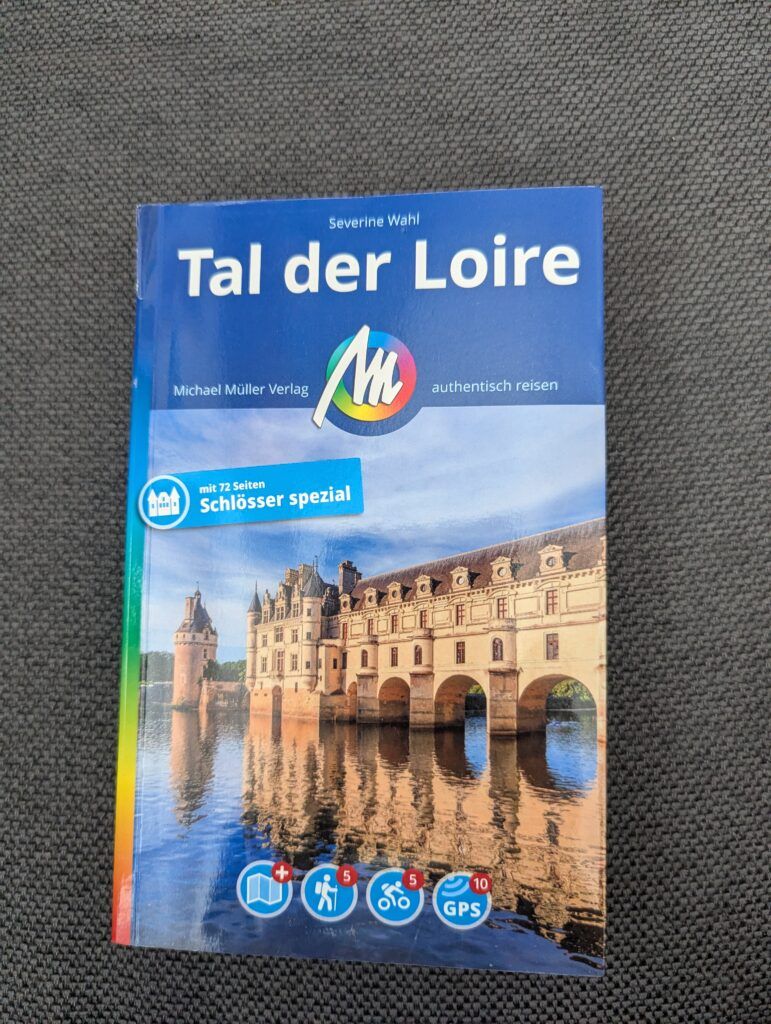 Severine Wahl
Tal der Loire
Michael Müller Verlag
authentisch reisen
mit 72 Seiten
Schlösser spezial
+
5
5
10
GPS